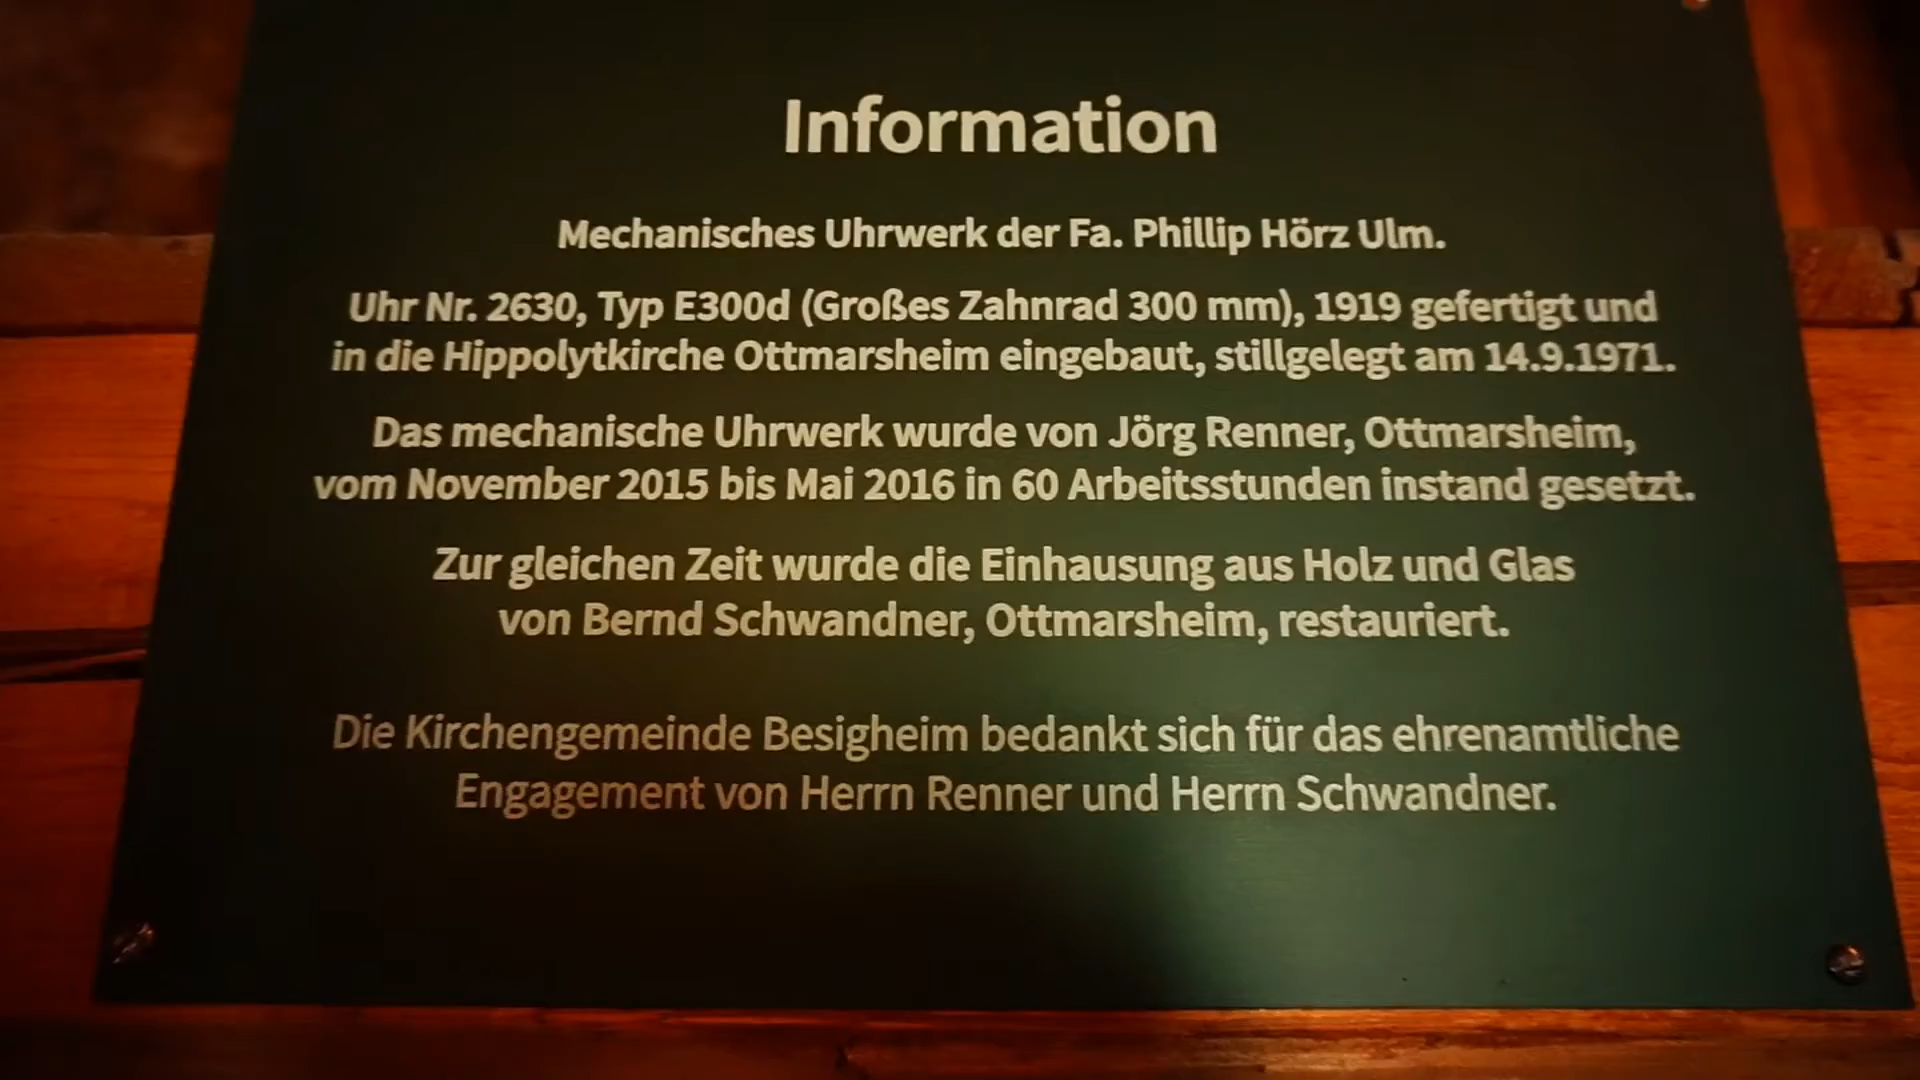 Information
Mechanisches Uhrwerk der Fa. Phillip Hörz Ulm.
Uhr Nr. 2630, Typ E300d (Großes Zahnrad 300 mm), 1919 gefertigt und
in die Hippolytkirche Ottmarsheim eingebaut, stillgelegt am 14.9.1971.
Das mechanische Uhrwerk wurde von Jörg Renner, Ottmarsheim,
vom November 2015 bis Mai 2016 in 60 Arbeitsstunden instand gesetzt.
Zur gleichen Zeit wurde die Einhausung aus Holz und Glas
von Bernd Schwandner, Ottmarsheim, restauriert.
Die Kirchengemeinde Besigheim bedankt sich für das ehrenamtliche
Engagement von Herrn Renner und Herrn Schwandner.